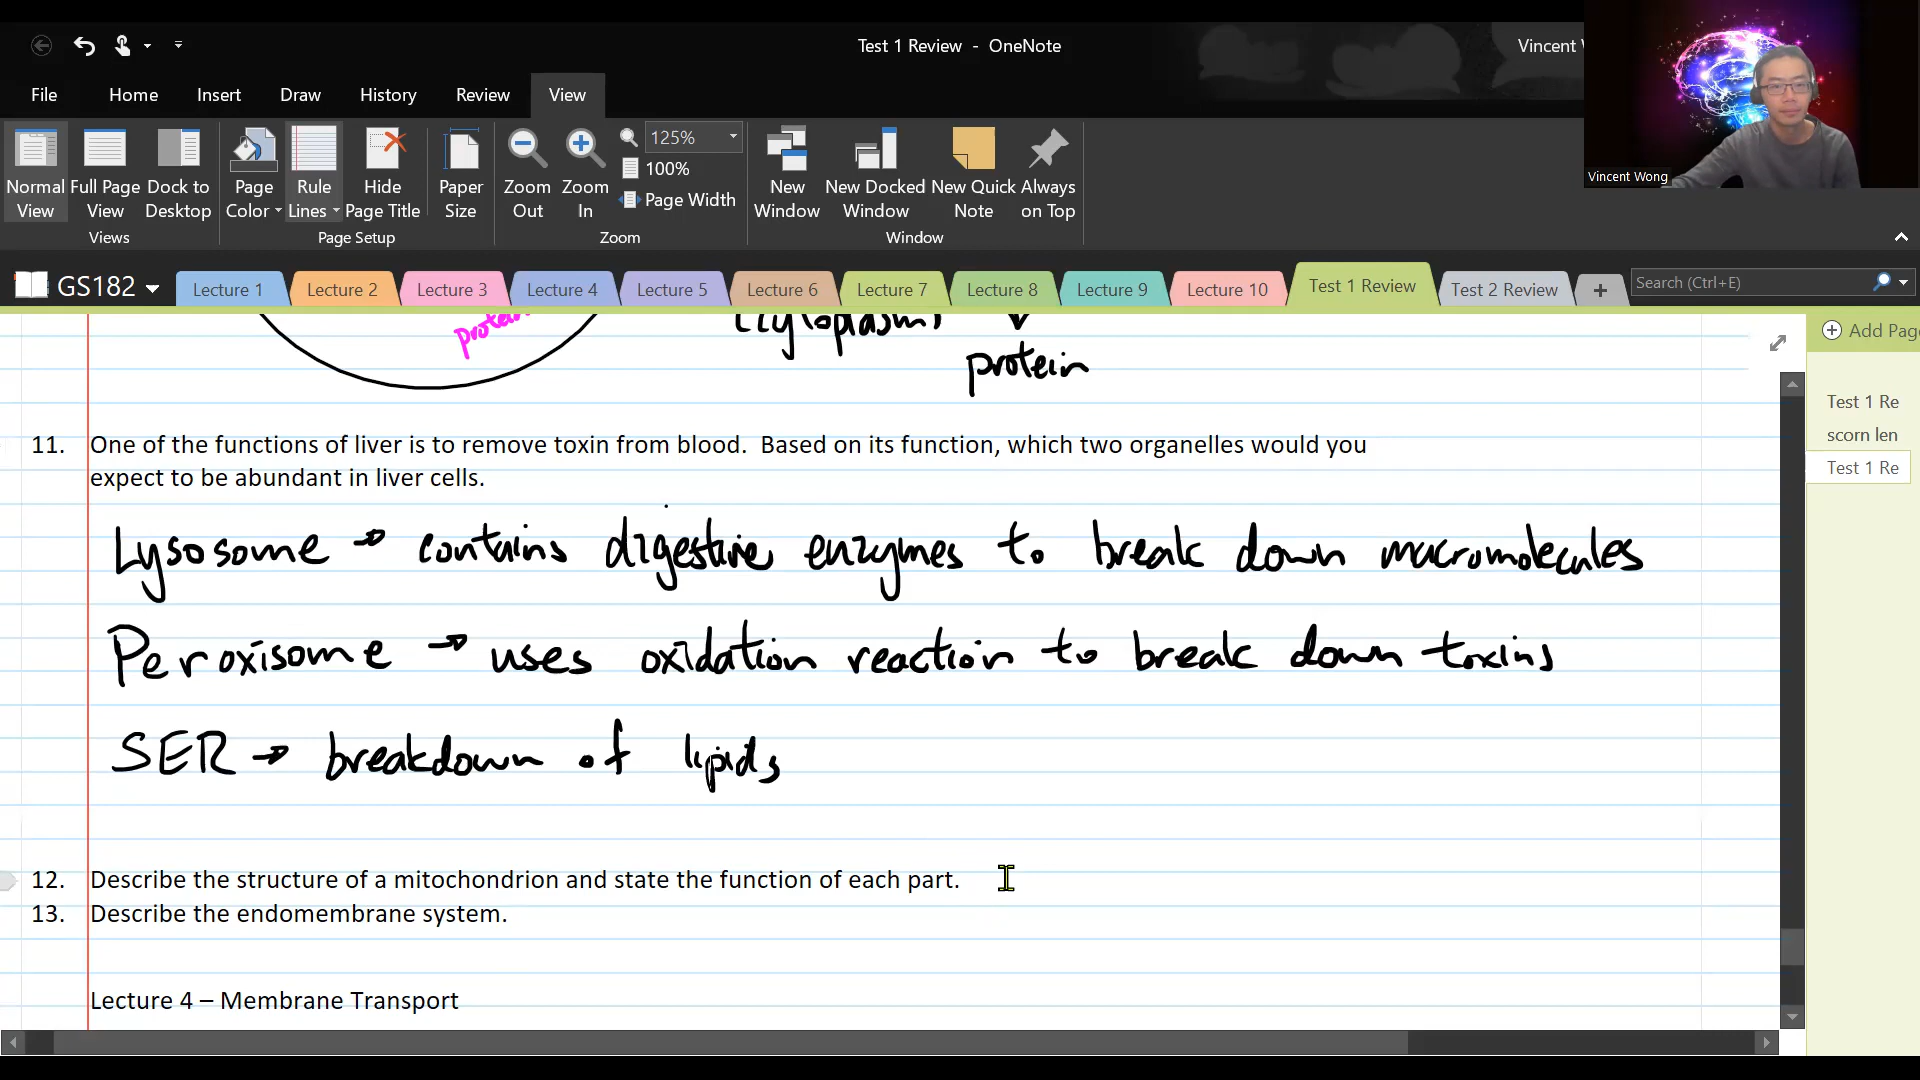 Test 1 Review - OneNote
Vincent W
File Home Insert Draw History Review View
Normal View
Full Page View
Dock to Desktop
Views
Page Color
Rule Lines
Hide Page Title
Paper Size
Page Setup
Zoom Out
Zoom In
125%
100%
Page Width
Zoom
New Window
New Docked Window
New Quick Note
Always on Top
Window
Vincent Wong
GS182
Lecture 1 Lecture 2 Lecture 3 Lecture 4 Lecture 5 Lecture 6 Lecture 7 Lecture 8 Lecture 9 Lecture 10 Test 1 Review Test 2 Review
Search (Ctrl+E)
Add Pag
Test 1 Re
scorn len
Test 1 Re
protein
(cytoplasm)
protein
11. One of the functions of liver is to remove toxin from blood. Based on its function, which two organelles would you
expect to be abundant in liver cells.
Lysosome → contains digestive enzymes to break down macromolecules
Peroxisome → uses oxidation reaction to break down toxins
SER → breakdown of lipids
12. Describe the structure of a mitochondrion and state the function of each part.
13. Describe the endomembrane system.
Lecture 4 – Membrane Transport